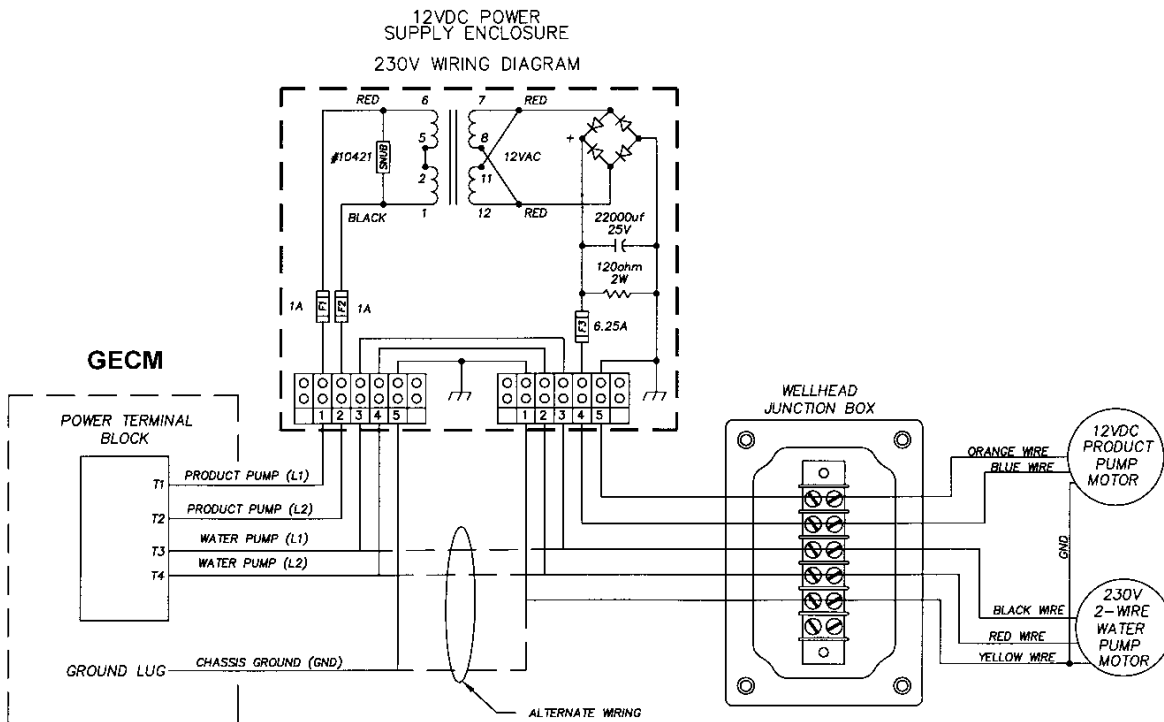 12VDC POWER
SUPPLY ENCLOSURE
230V WIRING DIAGRAM
RED
6
7
RED
#10421
SNUB
5
8
+
12VAC
2
11
BLACK
1
12
RED
22000uf
25V
120ohm
2W
1A
F1
F2
1A
F3
6.25A
GECM
1 2 3 4 5
1 2 3 4 5
WELLHEAD
JUNCTION BOX
POWER TERMINAL
BLOCK
12VDC
PRODUCT
PUMP
MOTOR
ORANGE WIRE
BLUE WIRE
T1
PRODUCT PUMP (L1)
T2
PRODUCT PUMP (L2)
T3
WATER PUMP (L1)
T4
WATER PUMP (L2)
GND
230V
2-WIRE
WATER
PUMP
MOTOR
BLACK WIRE
RED WIRE
YELLOW WIRE
GROUND LUG
CHASSIS GROUND (GND)
ALTERNATE WIRING